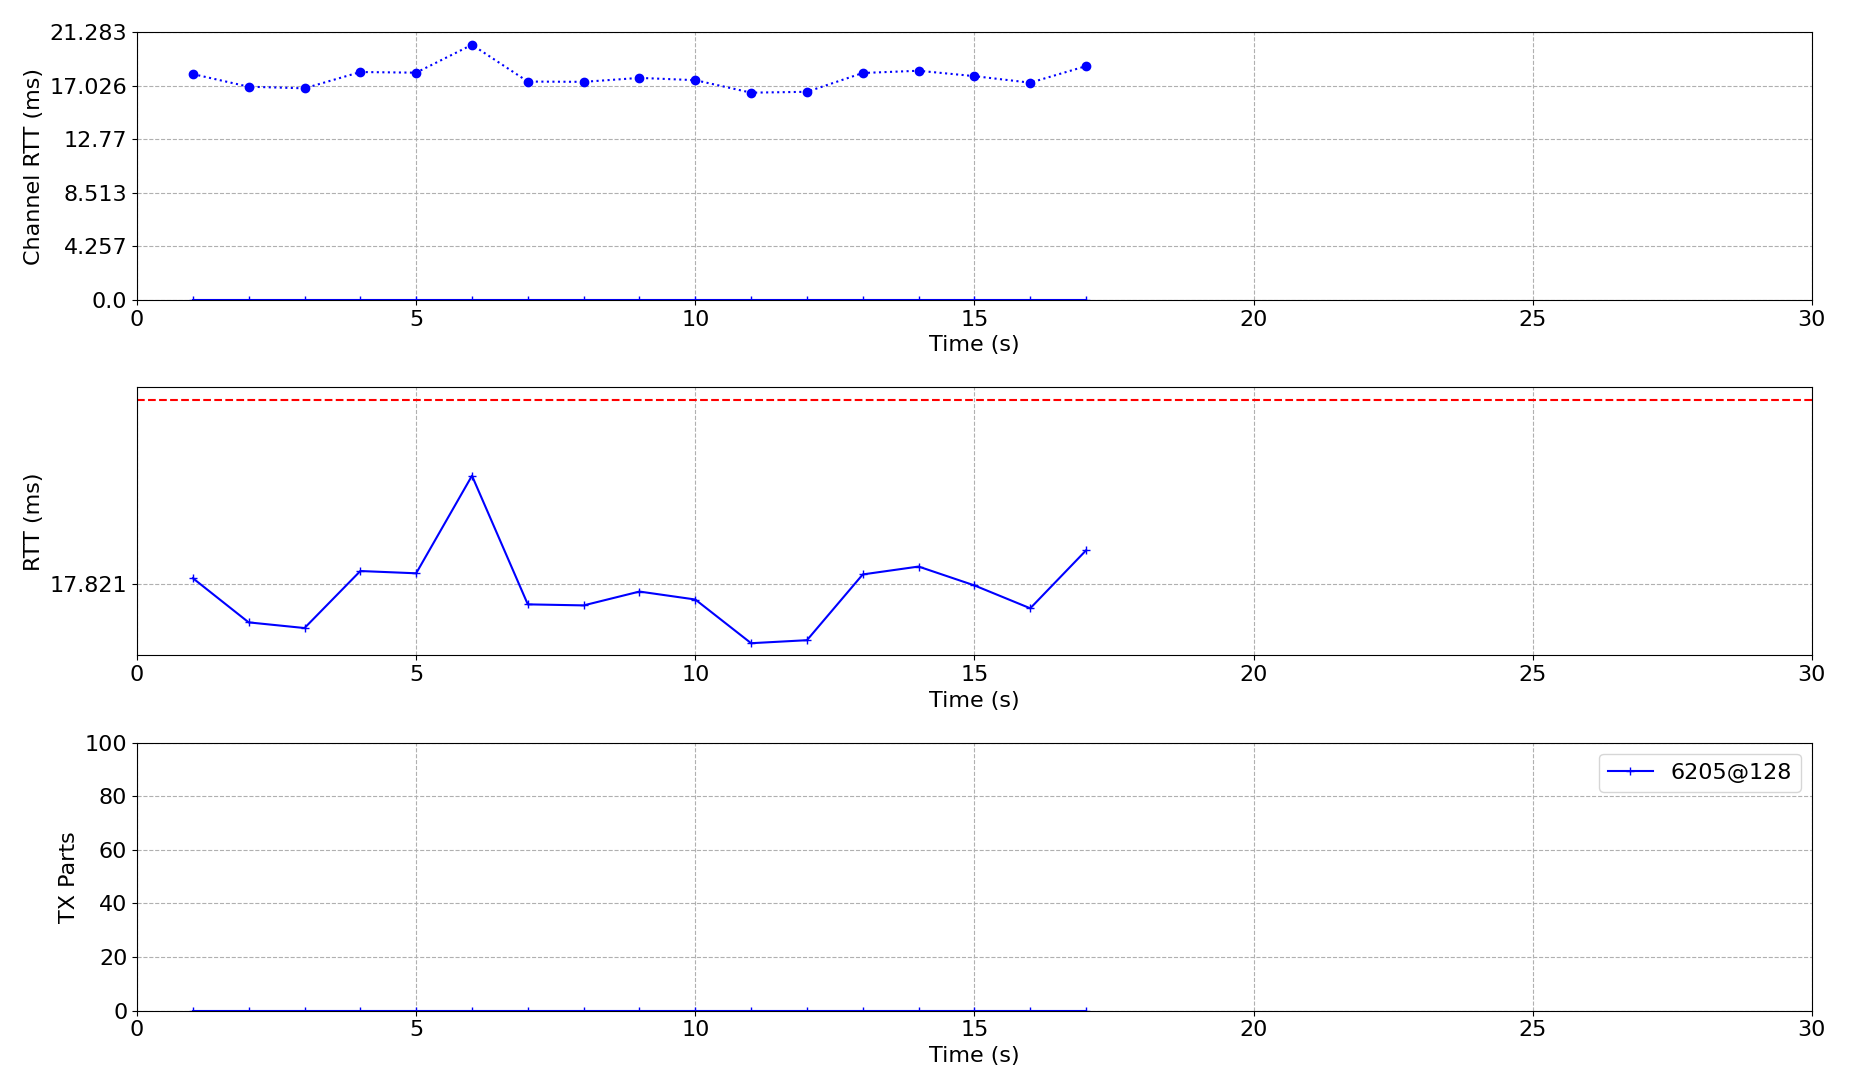 21.283
17.026
12.77
8.513
4.257
0.0
Channel RTT (ms)
0 5 10 15 20 25 30
Time (s)
17.821
RTT (ms)
0 5 10 15 20 25 30
Time (s)
100
80
60
40
20
0
TX Parts
6205@128
0 5 10 15 20 25 30
Time (s)